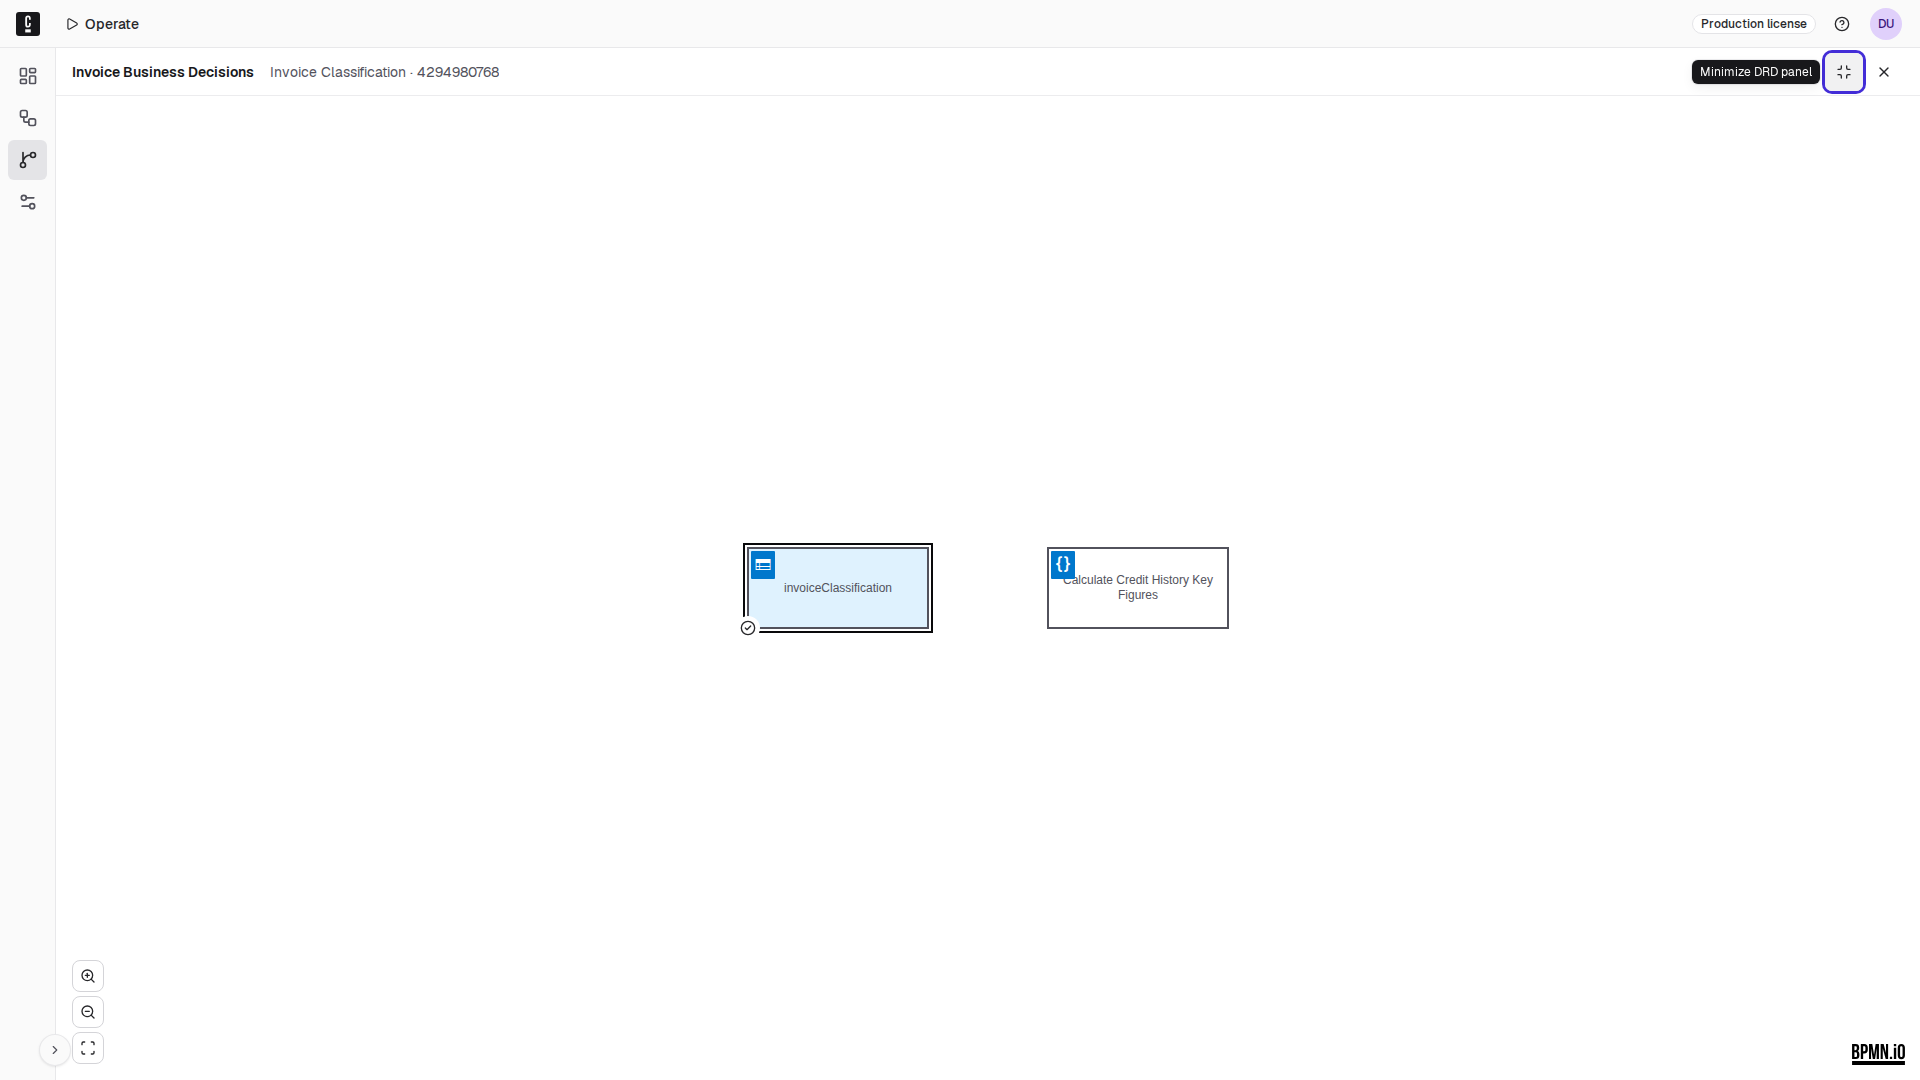 Operate
Production license
DU
Invoice Business Decisions
Invoice Classification · 4294980768
Minimize DRD panel
invoiceClassification
Calculate Credit History Key
Figures
BPMN.iO